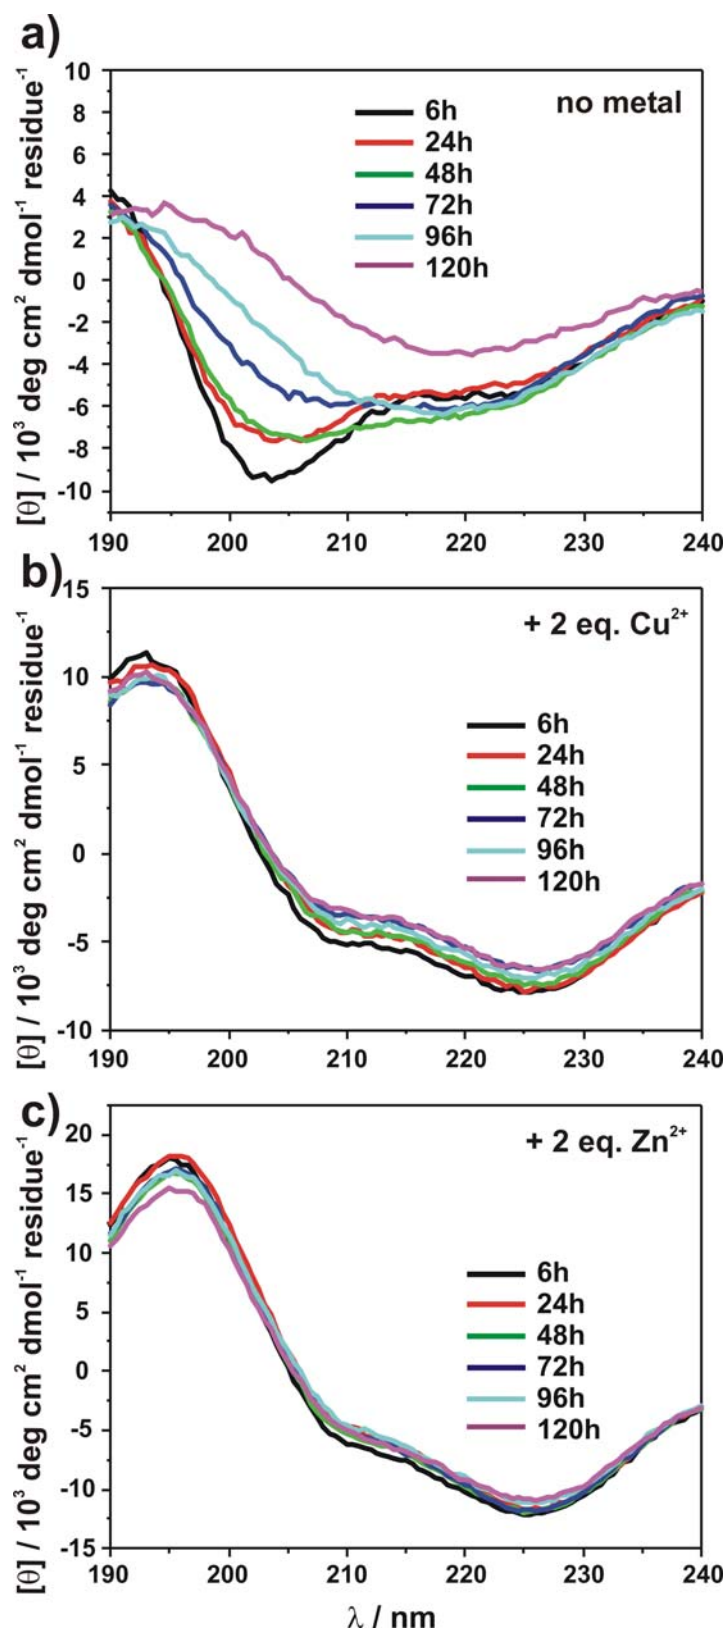 a)
[θ] / 10³ deg cm² dmol⁻¹ residue⁻¹
10
8
6
4
2
0
-2
-4
-6
-8
-10
no metal
6h
24h
48h
72h
96h
120h
190 200 210 220 230 240
b)
[θ] / 10³ deg cm² dmol⁻¹ residue⁻¹
15
10
5
0
-5
-10
+ 2 eq. Cu²⁺
6h
24h
48h
72h
96h
120h
190 200 210 220 230 240
c)
[θ] / 10³ deg cm² dmol⁻¹ residue⁻¹
20
15
10
5
0
-5
-10
-15
+ 2 eq. Zn²⁺
6h
24h
48h
72h
96h
120h
190 200 210 220 230 240
λ / nm